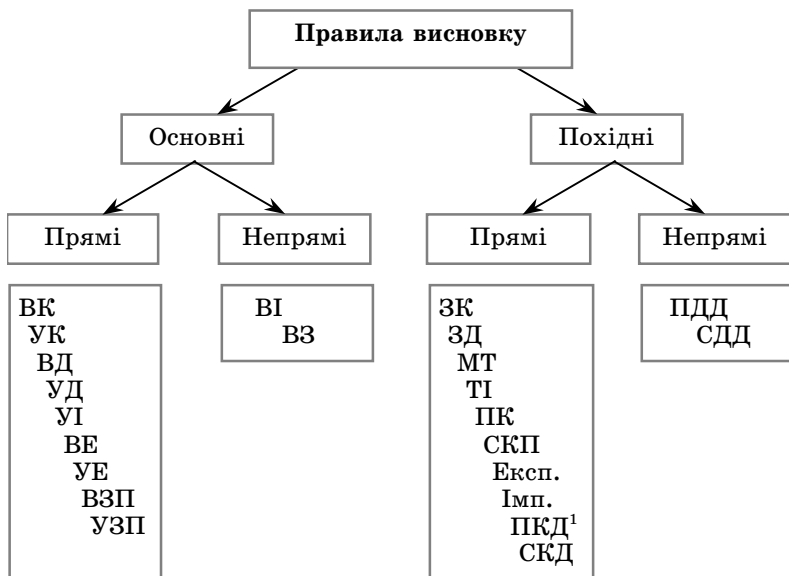 Правила висновку
Основні
Похідні
Прямі
Непрямі
Прямі
Непрямі
ВК
УК
ВД
УД
УІ
ВЕ
УЕ
ВЗП
УЗП
ВІ
ВЗ
ЗК
ЗД
МТ
ТІ
ПК
СКП
Експ.
Імп.
ПКД¹
СКД
ПДД
СДД